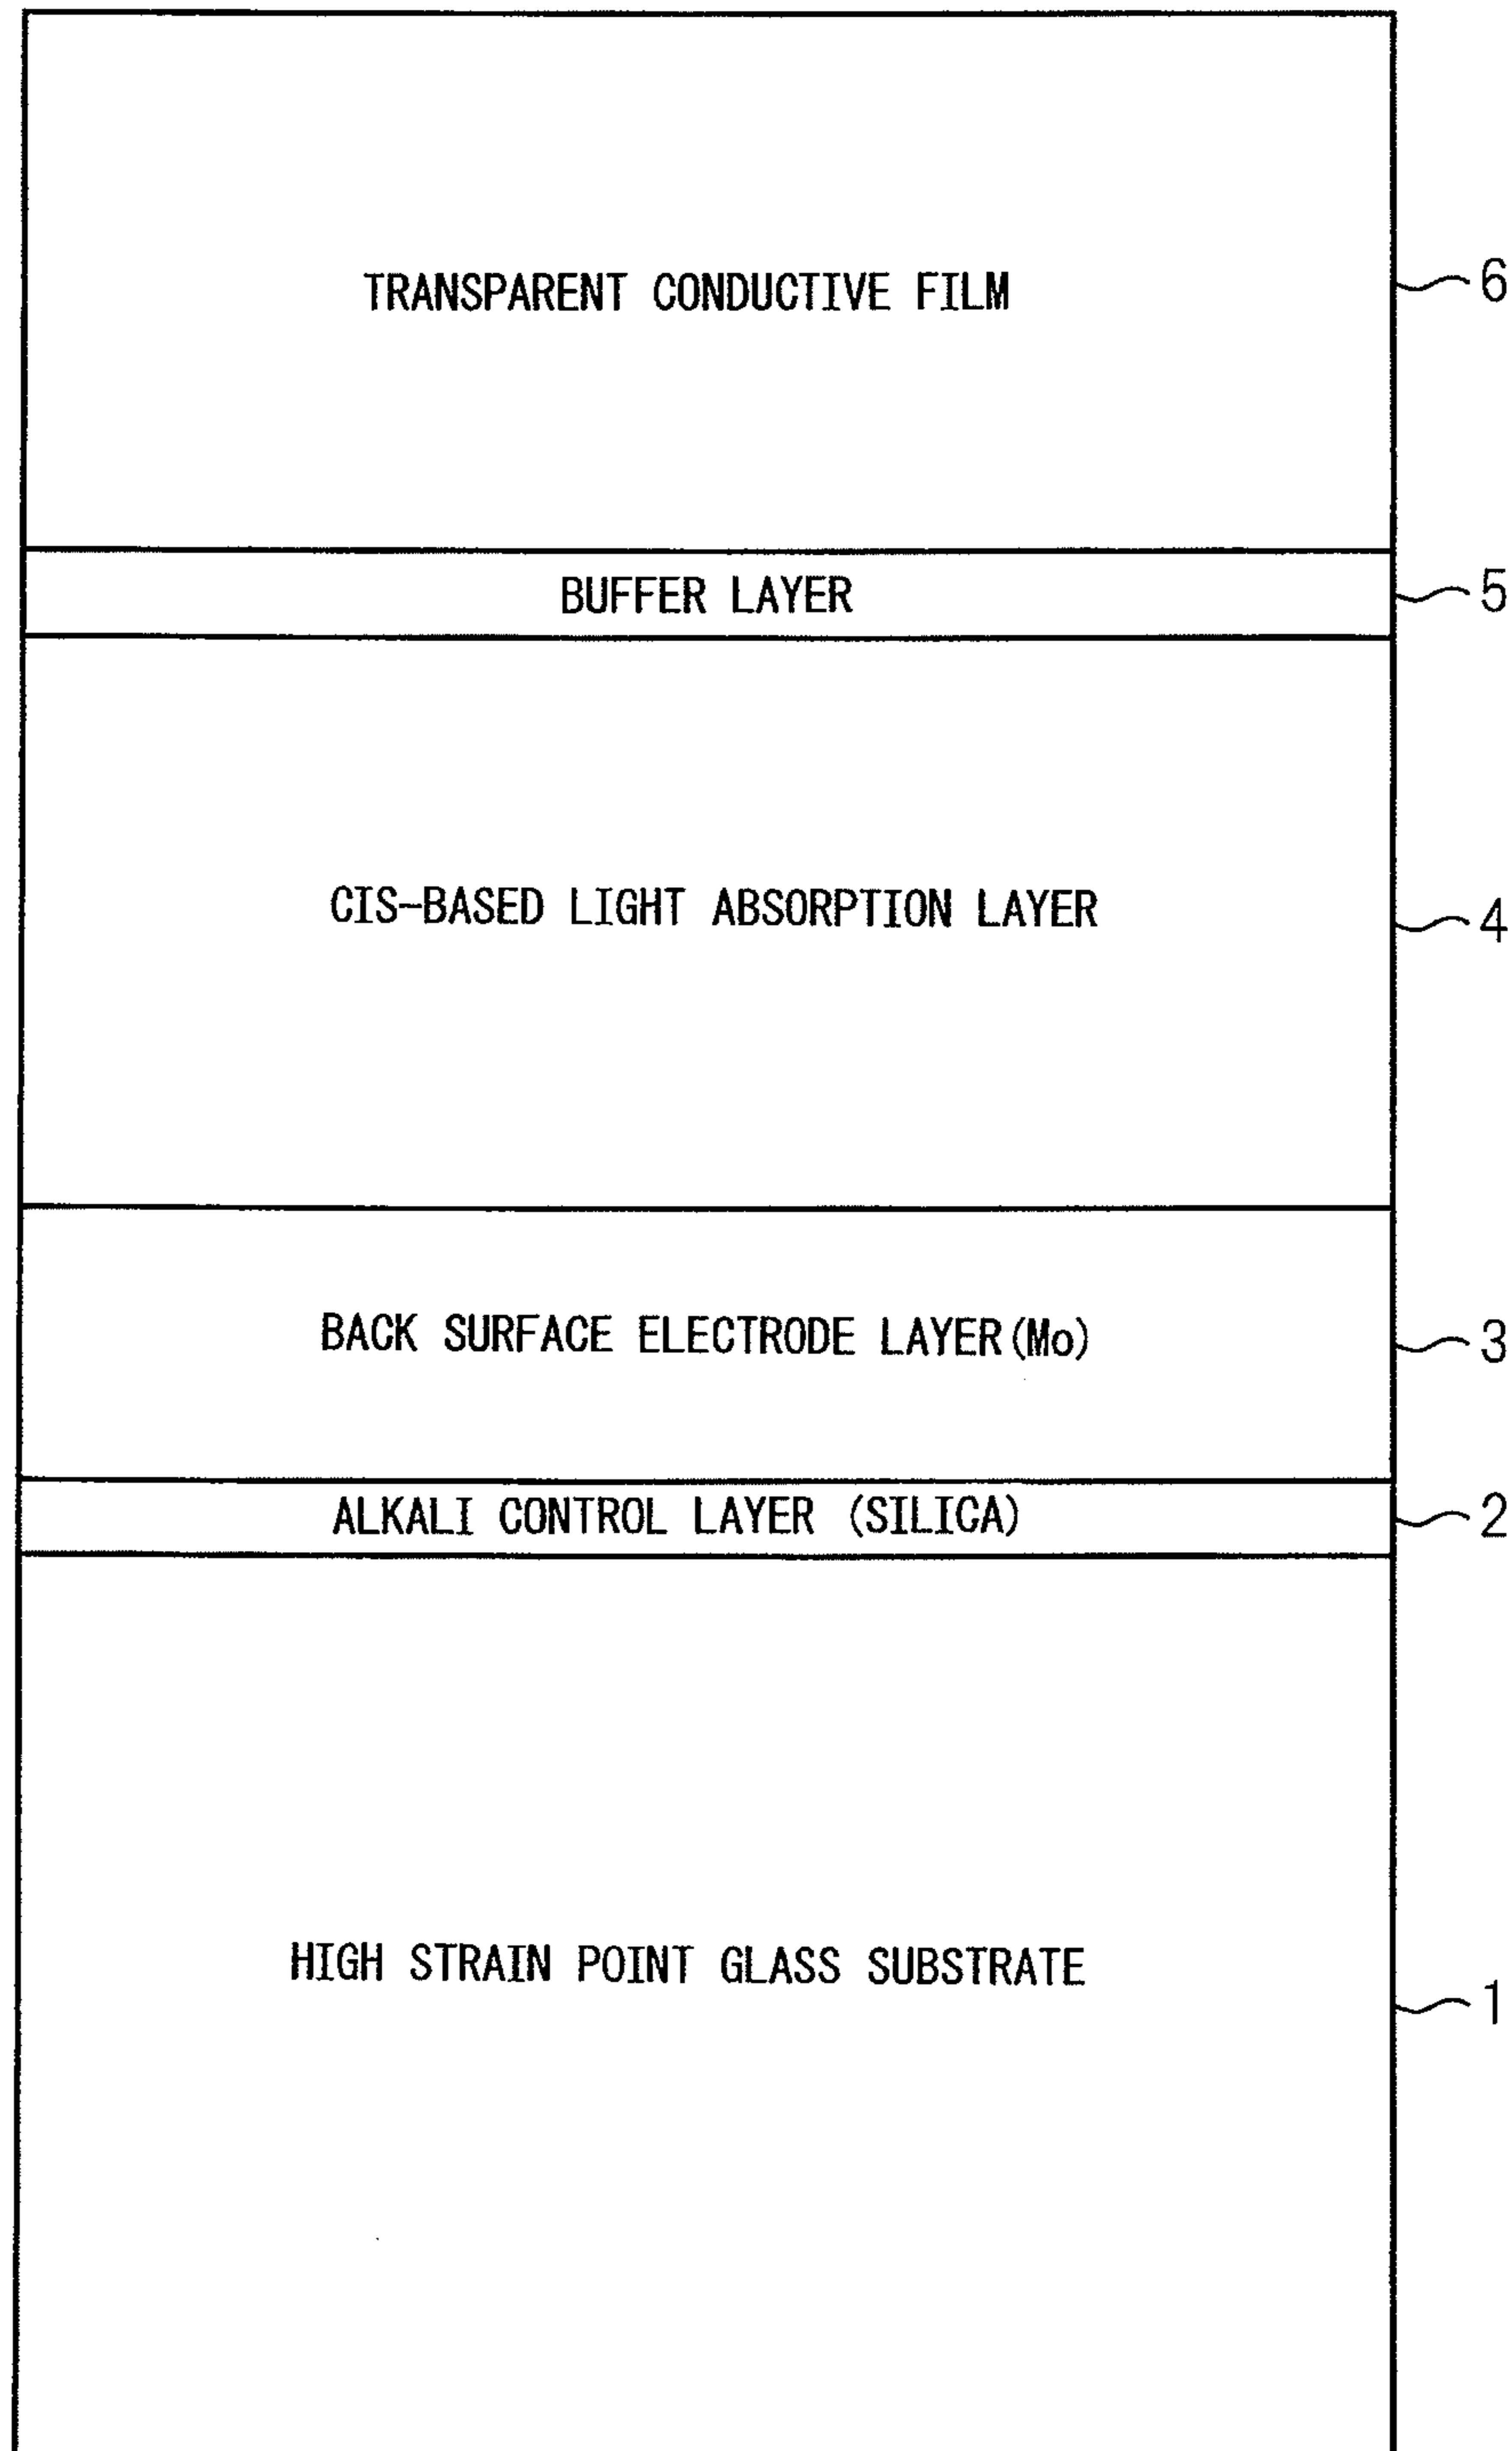 TRANSPARENT CONDUCTIVE FILM 6
BUFFER LAYER 5
CIS-BASED LIGHT ABSORPTION LAYER 4
BACK SURFACE ELECTRODE LAYER(Mo) 3
ALKALI CONTROL LAYER (SILICA) 2
HIGH STRAIN POINT GLASS SUBSTRATE 1